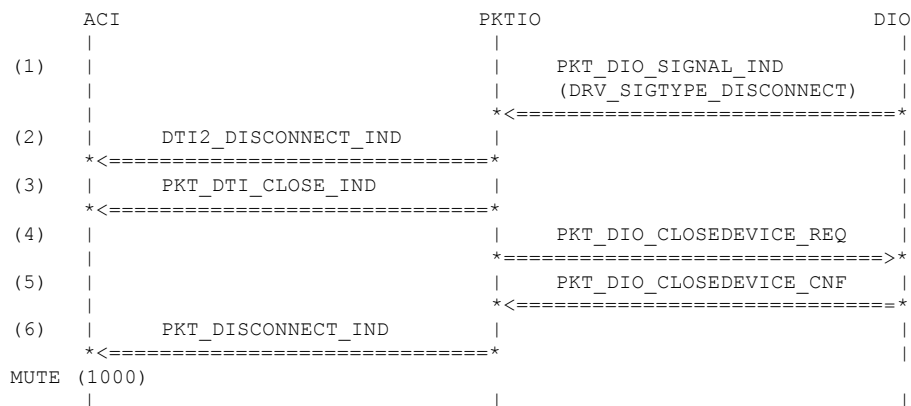 ACI PKTIO DIO
| | |
(1) | | PKT_DIO_SIGNAL_IND |
| | (DRV_SIGTYPE_DISCONNECT) |
| *<==============================*
(2) | DTI2_DISCONNECT_IND | |
*<==============================* |
(3) | PKT_DTI_CLOSE_IND | |
*<==============================* |
(4) | | PKT_DIO_CLOSEDEVICE_REQ |
| *==============================>*
(5) | | PKT_DIO_CLOSEDEVICE_CNF |
| *<==============================*
(6) | PKT_DISCONNECT_IND | |
*<==============================* |
MUTE (1000)
| | |